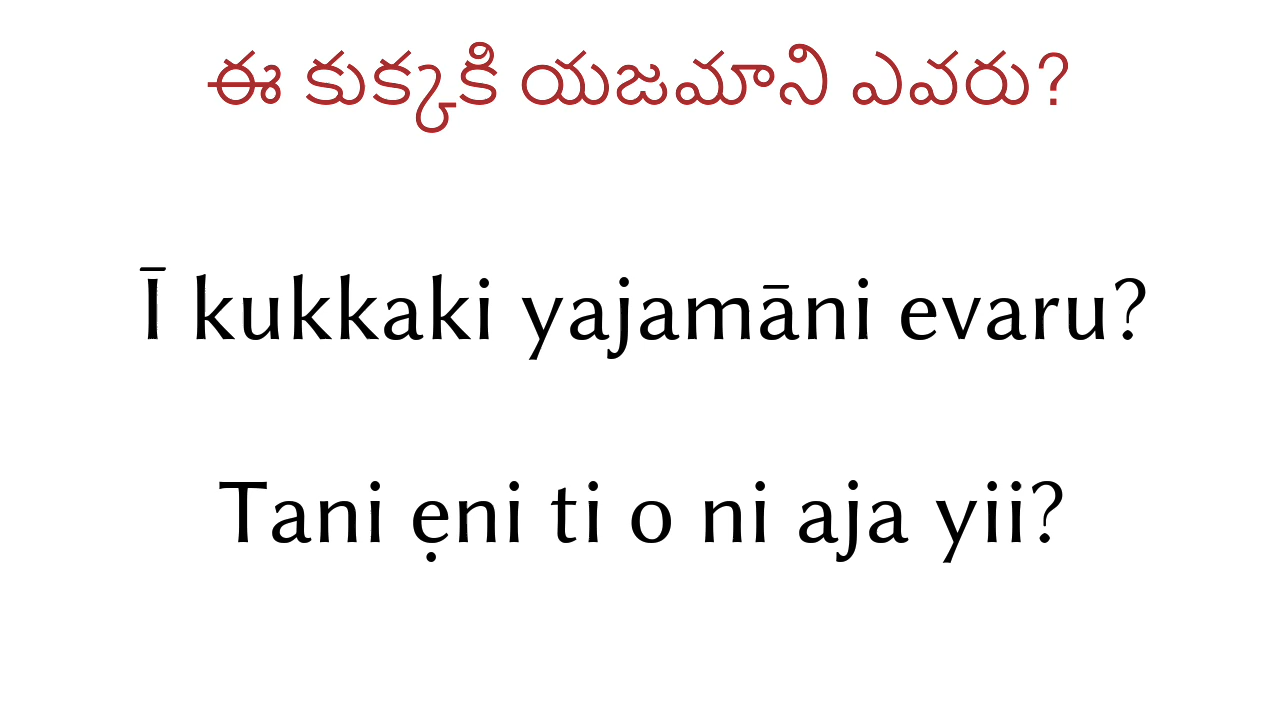 ఈ కుక్కకి యజమాని ఎవరు?
Ī kukkaki yajamāni evaru?
Tani ẹni ti o ni aja yii?